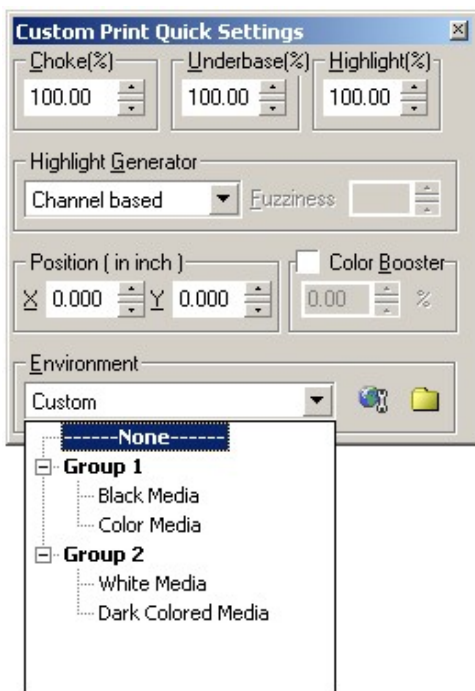 Custom Print Quick Settings
Choke(%) Underbase(%) Highlight(%)
100.00 100.00 100.00
Highlight Generator
Channel based Fuzziness
Position ( in inch ) Color Booster
X 0.000 Y 0.000 0.00 %
Environment
Custom
------None------
Group 1
Black Media
Color Media
Group 2
White Media
Dark Colored Media